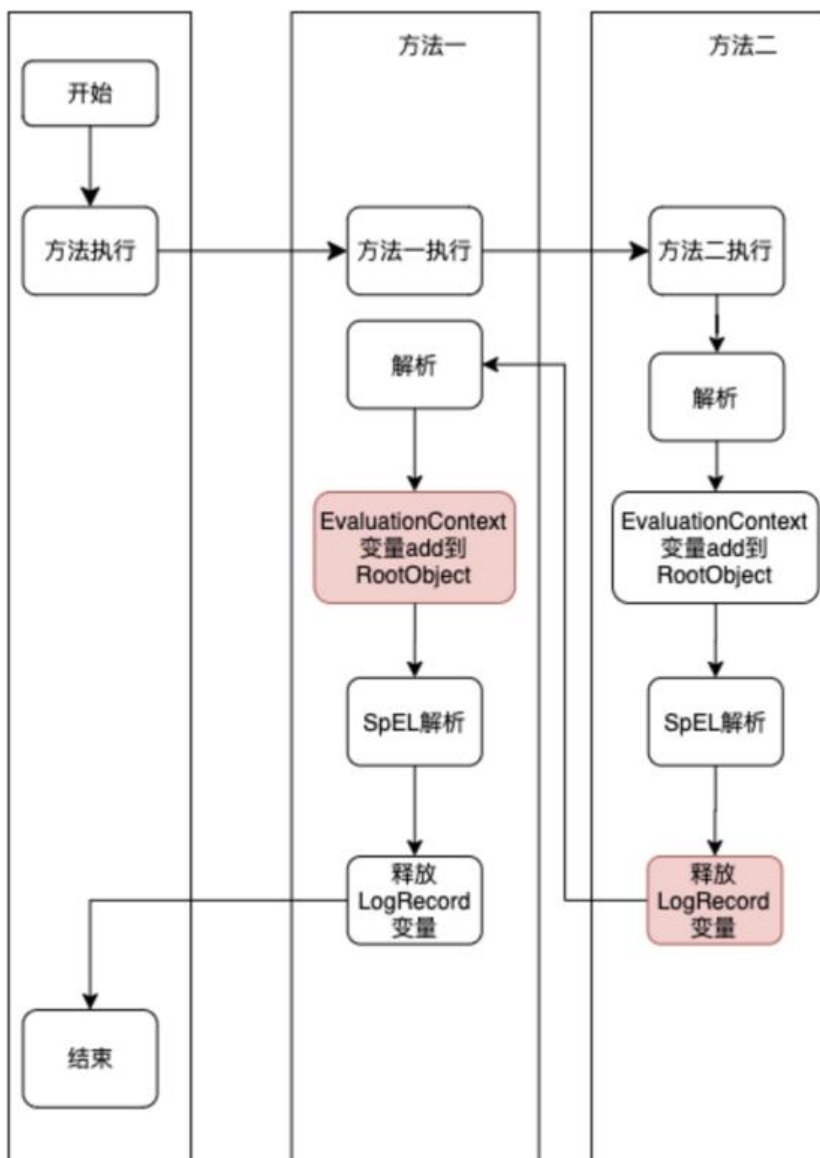 方法一
方法二
开始
方法执行
方法一执行
方法二执行
解析
解析
EvaluationContext
变量add到
RootObject
EvaluationContext
变量add到
RootObject
SpEL解析
SpEL解析
释放
LogRecord
变量
释放
LogRecord
变量
结束